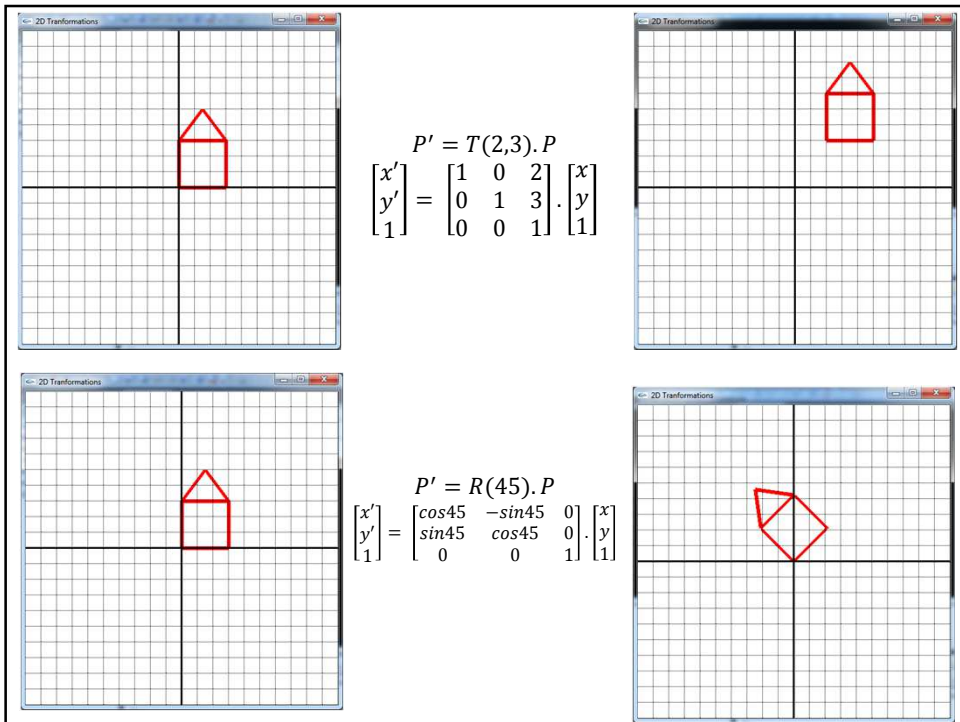 2D Tranformations
2D Tranformations
P' = T(2,3). P
[x' y' 1] = [1 0 2; 0 1 3; 0 0 1] . [x y 1]
2D Tranformations
2D Tranformations
P' = R(45). P
[x' y' 1] = [cos45 -sin45 0; sin45 cos45 0; 0 0 1] . [x y 1]